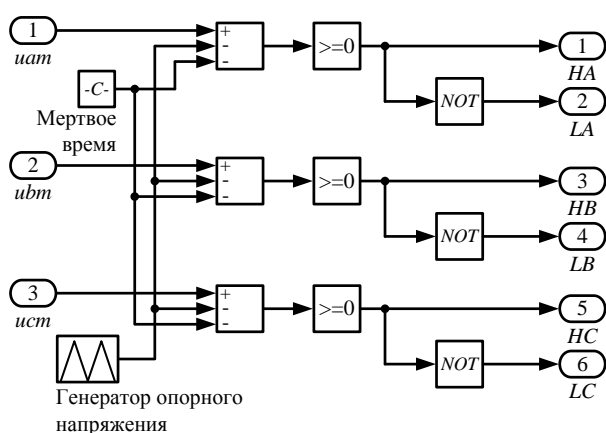 1
uam
+
-
-
>=0
1
HA
-C-
NOT
2
LA
Мертвое
время
2
ubm
+
-
-
>=0
3
HB
NOT
4
LB
3
ucm
+
-
-
>=0
5
HC
NOT
6
LC
Генератор опорного
напряжения